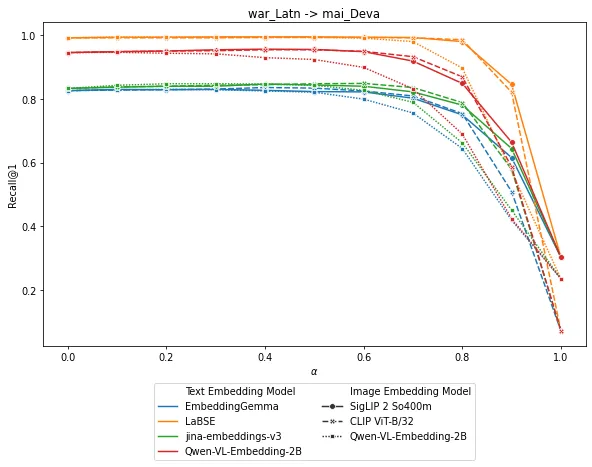 war_Latn -> mai_Deva
Recall@1
1.0
0.8
0.6
0.4
0.2
0.0 0.2 0.4 0.6 0.8 1.0
α
Text Embedding Model
EmbeddingGemma
LaBSE
jina-embeddings-v3
Qwen-VL-Embedding-2B
Image Embedding Model
SigLIP 2 So400m
CLIP ViT-B/32
Qwen-VL-Embedding-2B